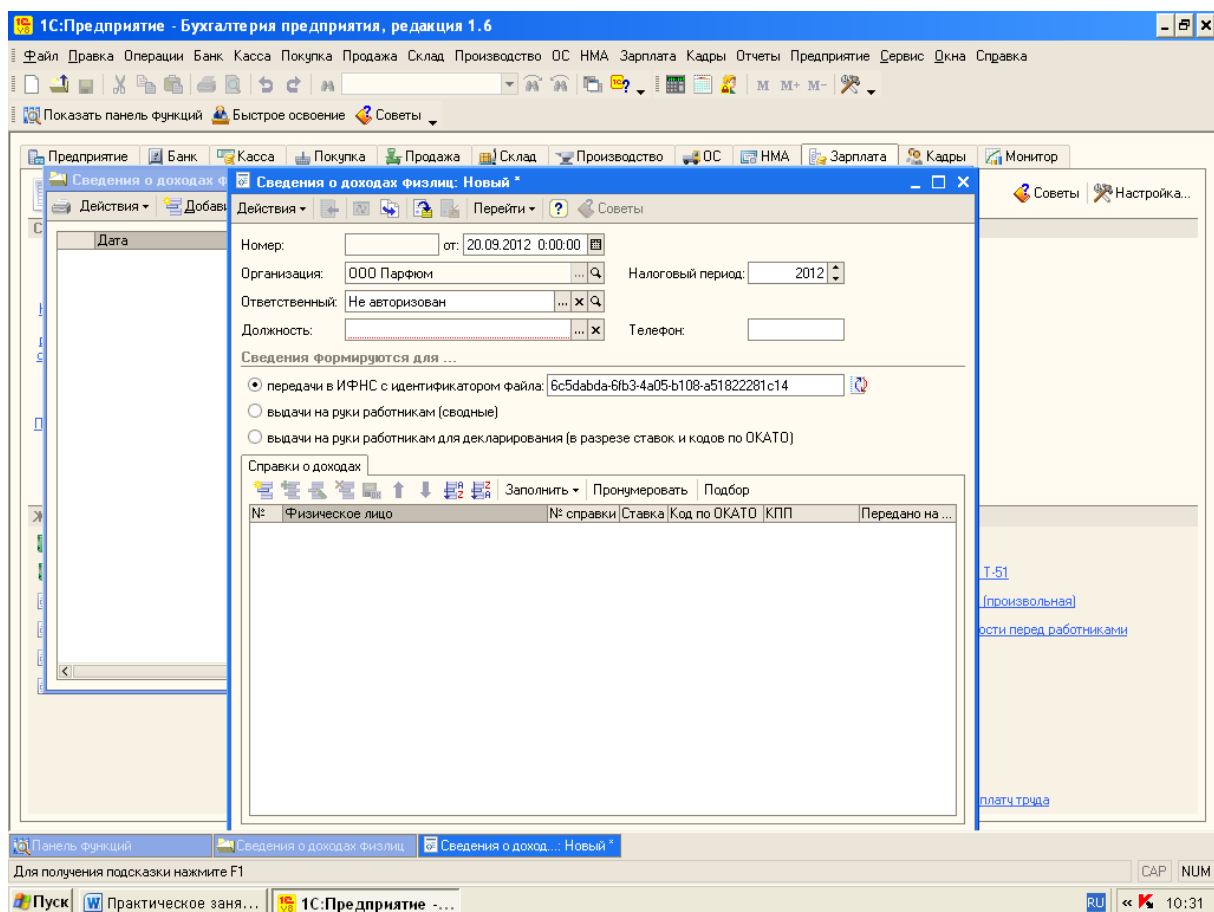 1С:Предприятие - Бухгалтерия предприятия, редакция 1.6
Файл Правка Операции Банк Касса Покупка Продажа Склад Производство ОС НМА Зарплата Кадры Отчеты Предприятие Сервис Окна Справка
M M+ M-
Показать панель функций Быстрое освоение Советы
Предприятие Банк Касса Покупка Продажа Склад Производство ОС НМА Зарплата Кадры Монитор
Сведения о доходах ф
Сведения о доходах физлиц: Новый *
Советы Настройка...
Действия Добавь
Действия Перейти Советы
Дата
Номер: от: 20.09.2012 0:00:00
Организация: ООО Парфюм Налоговый период: 2012
Ответственный: Не авторизован
Должность: Телефон:
Сведения формируются для ...
передачи в ИФНС с идентификатором файла: 6c5dabda-6fb3-4a05-b108-a51822281c14
выдачи на руки работникам (сводные)
выдачи на руки работникам для декларирования (в разрезе ставок и кодов по ОКАТО)
Справки о доходах
Заполнить Пронумеровать Подбор
№ Физическое лицо № справки Ставка Код по ОКАТО КПП Передано на ...
Т-51
(произвольная)
ости перед работниками
плату труда
Панель функций Сведения о доходах физлиц Сведения о доход...: Новый *
Для получения подсказки нажмите F1 CAP NUM
Пуск Практическое заня... 1С:Предприятие -... RU « 10:31